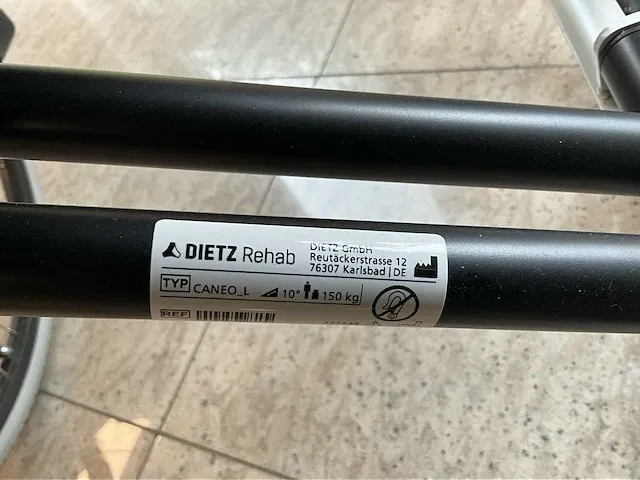 DIETZ Rehab
DIETZ GmbH
Reutäckerstrasse 12
76307 Karlsbad | DE
TYP CANEO_L 10° 150 kg
REF